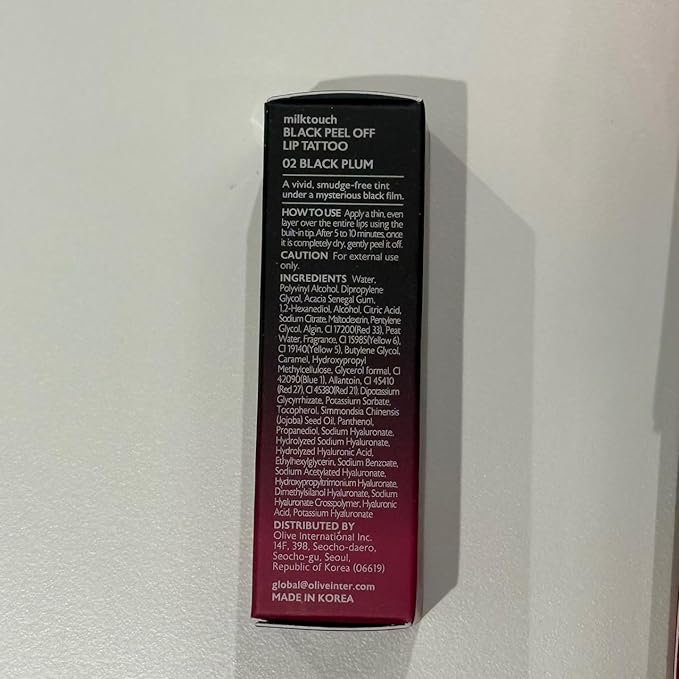 milktouch
BLACK PEEL OFF
LIP TATTOO
02 BLACK PLUM
A vivid, smudge-free tint
under a mysterious black film.
HOW TO USE Apply a thin, even
layer over the entire lips using the
built-in tip. After 5 to 10 minutes, once
it is completely dry, gently peel it off.
CAUTION For external use
only.
INGREDIENTS Water,
Polyvinyl Alcohol, Dipropylene
Glycol, Acacia Senegal Gum,
1,2-Hexanediol, Alcohol, Citric Acid,
Sodium Citrate, Maltodextrin, Pentylene
Glycol, Algin, CI 17200(Red 33), Peat
Water, Fragrance, CI 15985(Yellow 6),
CI 19140(Yellow 5), Butylene Glycol,
Caramel, Hydroxypropyl
Methylcellulose, Glycerol formal, CI
42090(Blue 1), Allantoin, CI 45410
(Red 27), CI 45380(Red 21), Dipotassium
Glycyrrhizate, Potassium Sorbate,
Tocopherol, Simmondsia Chinensis
(Jojoba) Seed Oil, Panthenol,
Propanediol, Sodium Hyaluronate,
Hydrolyzed Sodium Hyaluronate,
Hydrolyzed Hyaluronic Acid,
Ethylhexylglycerin, Sodium Benzoate,
Sodium Acetylated Hyaluronate,
Hydroxypropyltrimonium Hyaluronate,
Dimethylsilanol Hyaluronate, Sodium
Hyaluronate Crosspolymer, Hyaluronic
Acid, Potassium Hyaluronate
DISTRIBUTED BY
Olive International Inc.
14F, 398, Seocho-daero,
Seocho-gu, Seoul,
Republic of Korea (06619)
global@oliveinter.com
MADE IN KOREA